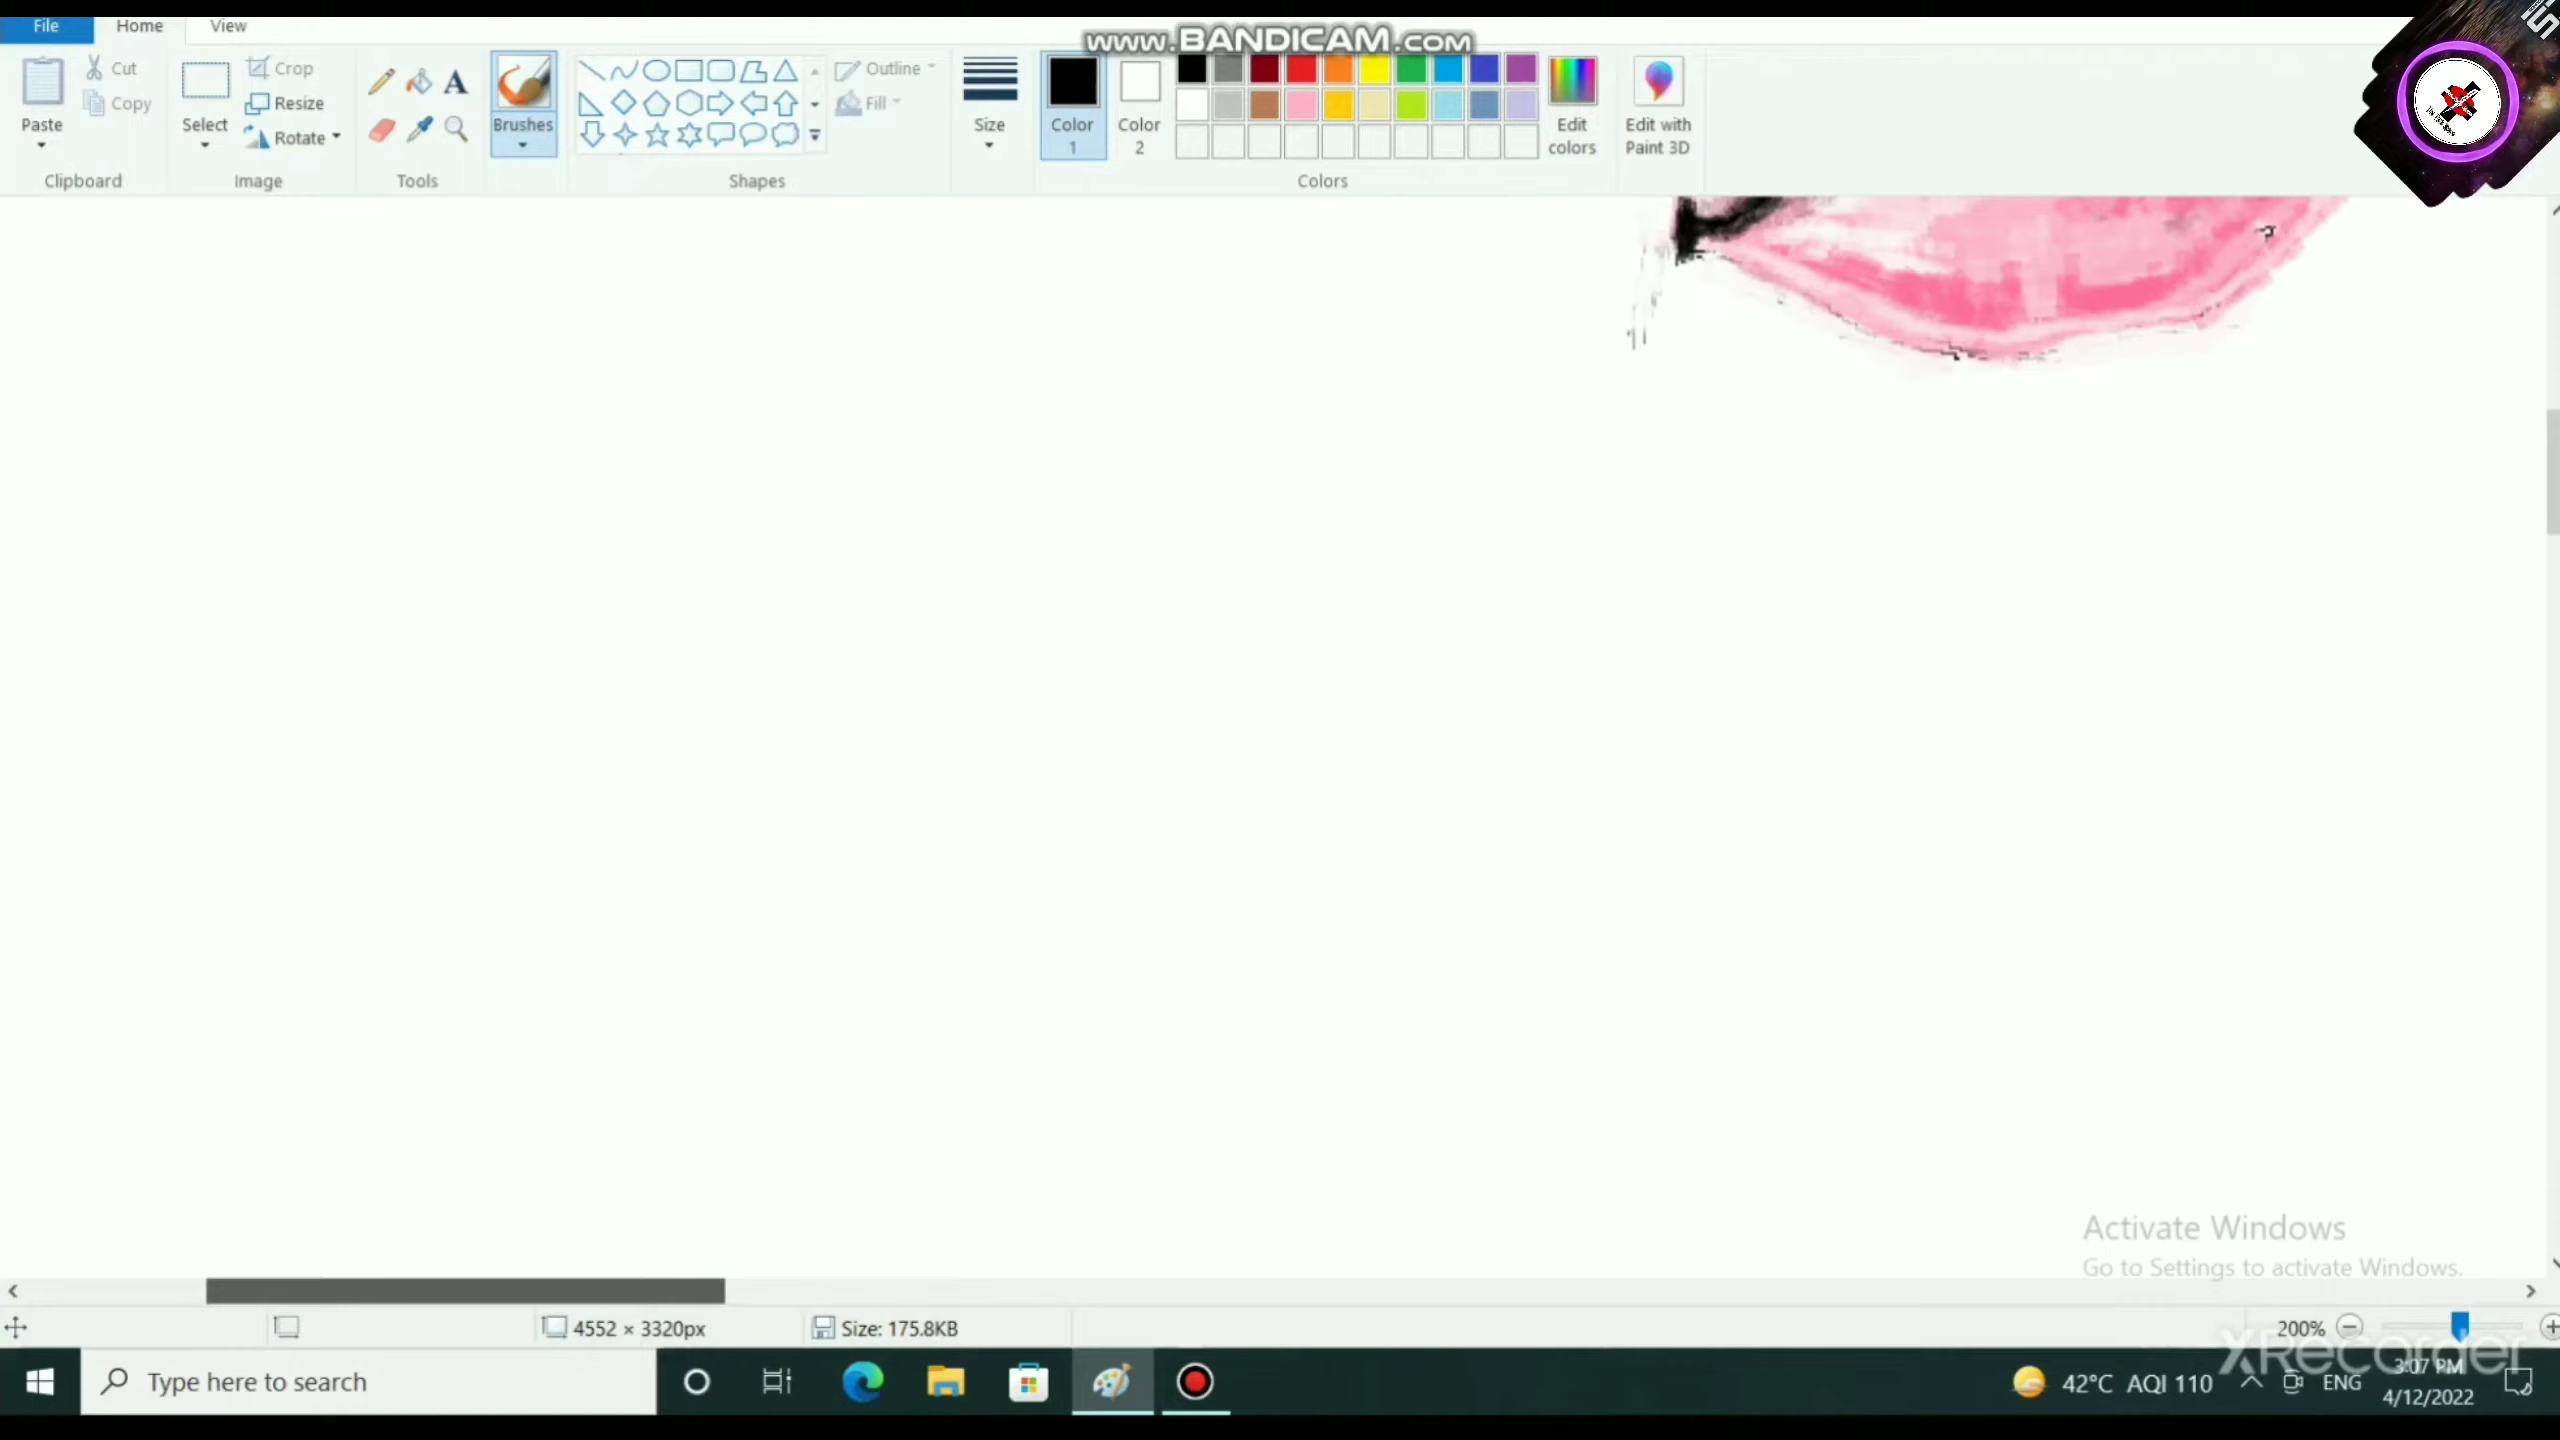 File Home View
www.BANDICAM.com
Cut
Copy
Paste
Clipboard
Select
Crop
Resize
Rotate
Image
A
Tools
Brushes
Shapes
Outline
Fill
Size
Color 1
Color 2
Colors
Edit colors
Edit with Paint 3D
Activate Windows
Go to Settings to activate Windows.
4552 × 3320px
Size: 175.8KB
200%
XRecorder
Type here to search
42°C AQI 110
ENG
3:07 PM
4/12/2022